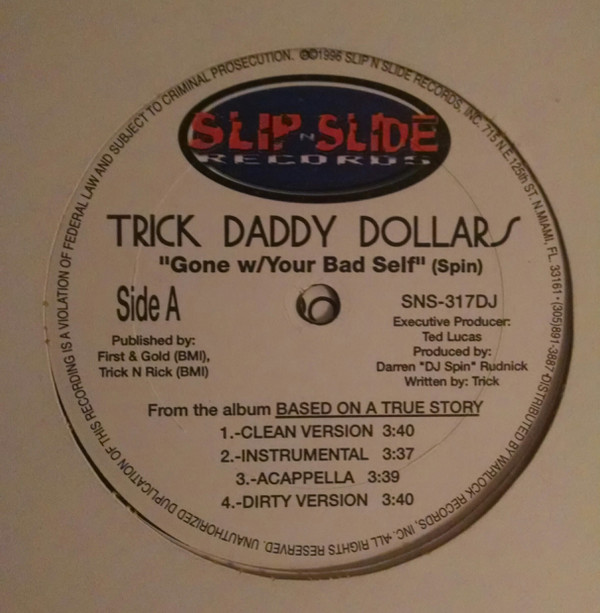 SLIP N SLIDE
RECORDS
TRICK DADDY DOLLARS
"Gone w/Your Bad Self" (Spin)
Side A
Published by:
First & Gold (BMI),
Trick N Rick (BMI)
SNS-317DJ
Executive Producer:
Ted Lucas
Produced by:
Darren "DJ Spin" Rudnick
Written by: Trick
From the album BASED ON A TRUE STORY
1.-CLEAN VERSION 3:40
2.-INSTRUMENTAL 3:37
3.-ACAPPELLA 3:39
4.-DIRTY VERSION 3:40
℗©1996 SLIP N SLIDE RECORDS, INC. 715 N.E. 125th ST. N.MIAMI, FL. 33161 • (305)891-3887 •DISTRIBUTED BY WARLOCK RECORDS, INC. ALL RIGHTS RESERVED. UNAUTHORIZED DUPLICATION OF THIS RECORDING IS A VIOLATION OF FEDERAL LAW AND SUBJECT TO CRIMINAL PROSECUTION.